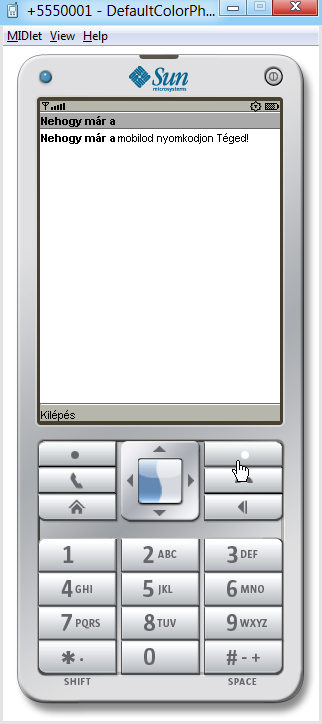 +5550001 - DefaultColorPh...
MIDlet View Help
Sun
microsystems
Nehogy már a
Nehogy már a mobilod nyomkodjon Téged!
Kilépés
1 2 ABC 3 DEF
4 GHI 5 JKL 6 MNO
7 PQRS 8 TUV 9 WXYZ
* . 0 # - +
SHIFT SPACE